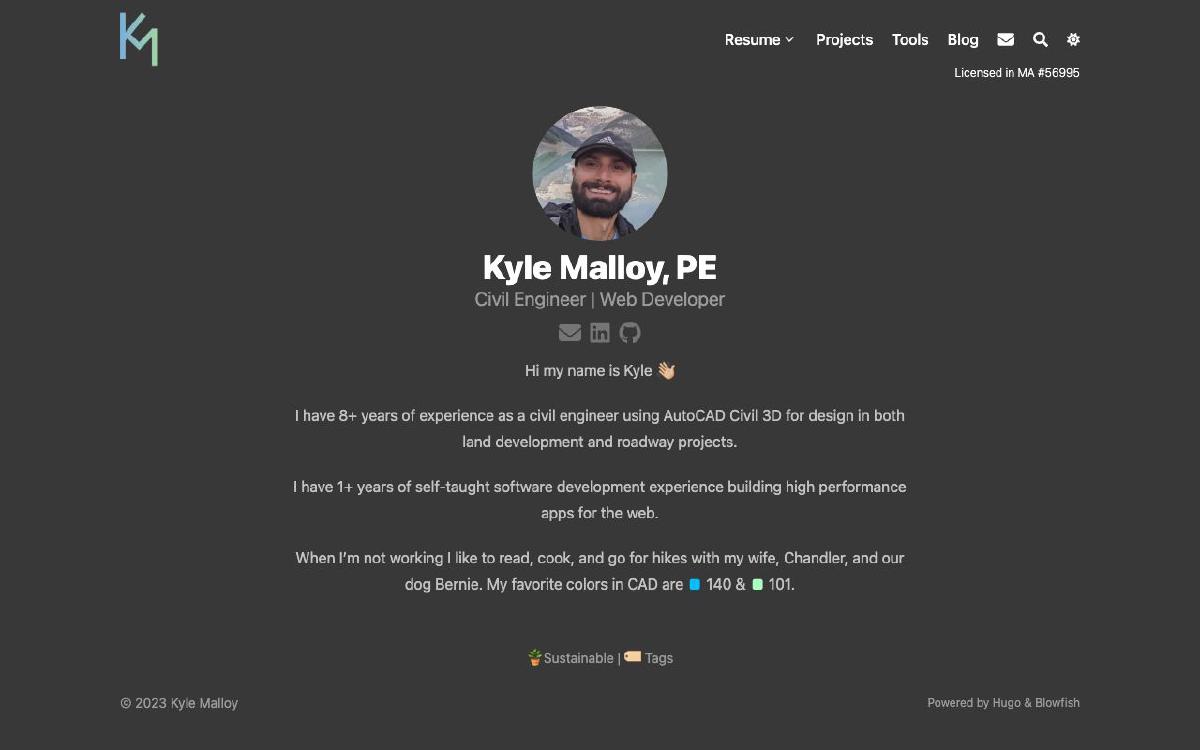 KM
Resume Projects Tools Blog
Licensed in MA #56995
Kyle Malloy, PE
Civil Engineer | Web Developer
Hi my name is Kyle 👋🏼
I have 8+ years of experience as a civil engineer using AutoCAD Civil 3D for design in both
land development and roadway projects.
I have 1+ years of self-taught software development experience building high performance
apps for the web.
When I’m not working I like to read, cook, and go for hikes with my wife, Chandler, and our
dog Bernie. My favorite colors in CAD are 140 & 101.
🪴Sustainable | 🏷️ Tags
© 2023 Kyle Malloy
Powered by Hugo & Blowfish